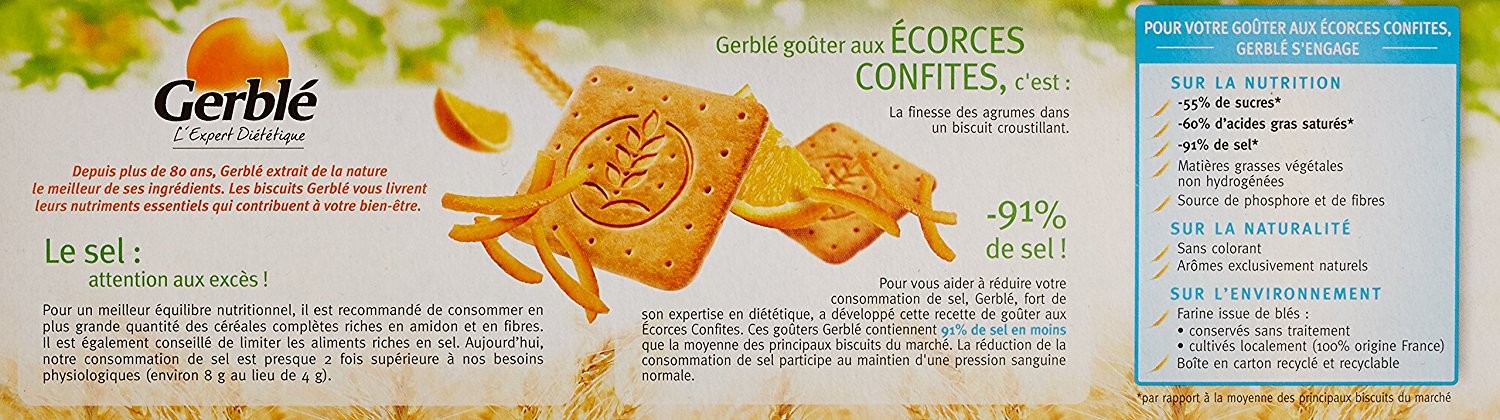 Gerblé
L'Expert Diététique
Depuis plus de 80 ans, Gerblé extrait de la nature
le meilleur de ses ingrédients. Les biscuits Gerblé vous livrent
leurs nutriments essentiels qui contribuent à votre bien-être.
Le sel :
attention aux excès !
Pour un meilleur équilibre nutritionnel, il est recommandé de consommer en
plus grande quantité des céréales complètes riches en amidon et en fibres.
Il est également conseillé de limiter les aliments riches en sel. Aujourd'hui,
notre consommation de sel est presque 2 fois supérieure à nos besoins
physiologiques (environ 8 g au lieu de 4 g).
Gerblé goûter aux ÉCORCES
CONFITES, c'est :
La finesse des agrumes dans
un biscuit croustillant.
-91%
de sel !
Pour vous aider à réduire votre
consommation de sel, Gerblé, fort de
son expertise en diététique, a développé cette recette de goûter aux
Écorces Confites. Ces goûters Gerblé contiennent 91% de sel en moins
que la moyenne des principaux biscuits du marché. La réduction de la
consommation de sel participe au maintien d'une pression sanguine
normale.
POUR VOTRE GOÛTER AUX ÉCORCES CONFITES,
GERBLÉ S'ENGAGE
SUR LA NUTRITION
-55% de sucres*
-60% d'acides gras saturés*
-91% de sel*
Matières grasses végétales
non hydrogénées
Source de phosphore et de fibres
SUR LA NATURALITÉ
Sans colorant
Arômes exclusivement naturels
SUR L'ENVIRONNEMENT
Farine issue de blés :
• conservés sans traitement
• cultivés localement (100% origine France)
Boîte en carton recyclé et recyclable
*par rapport à la moyenne des principaux biscuits du marché